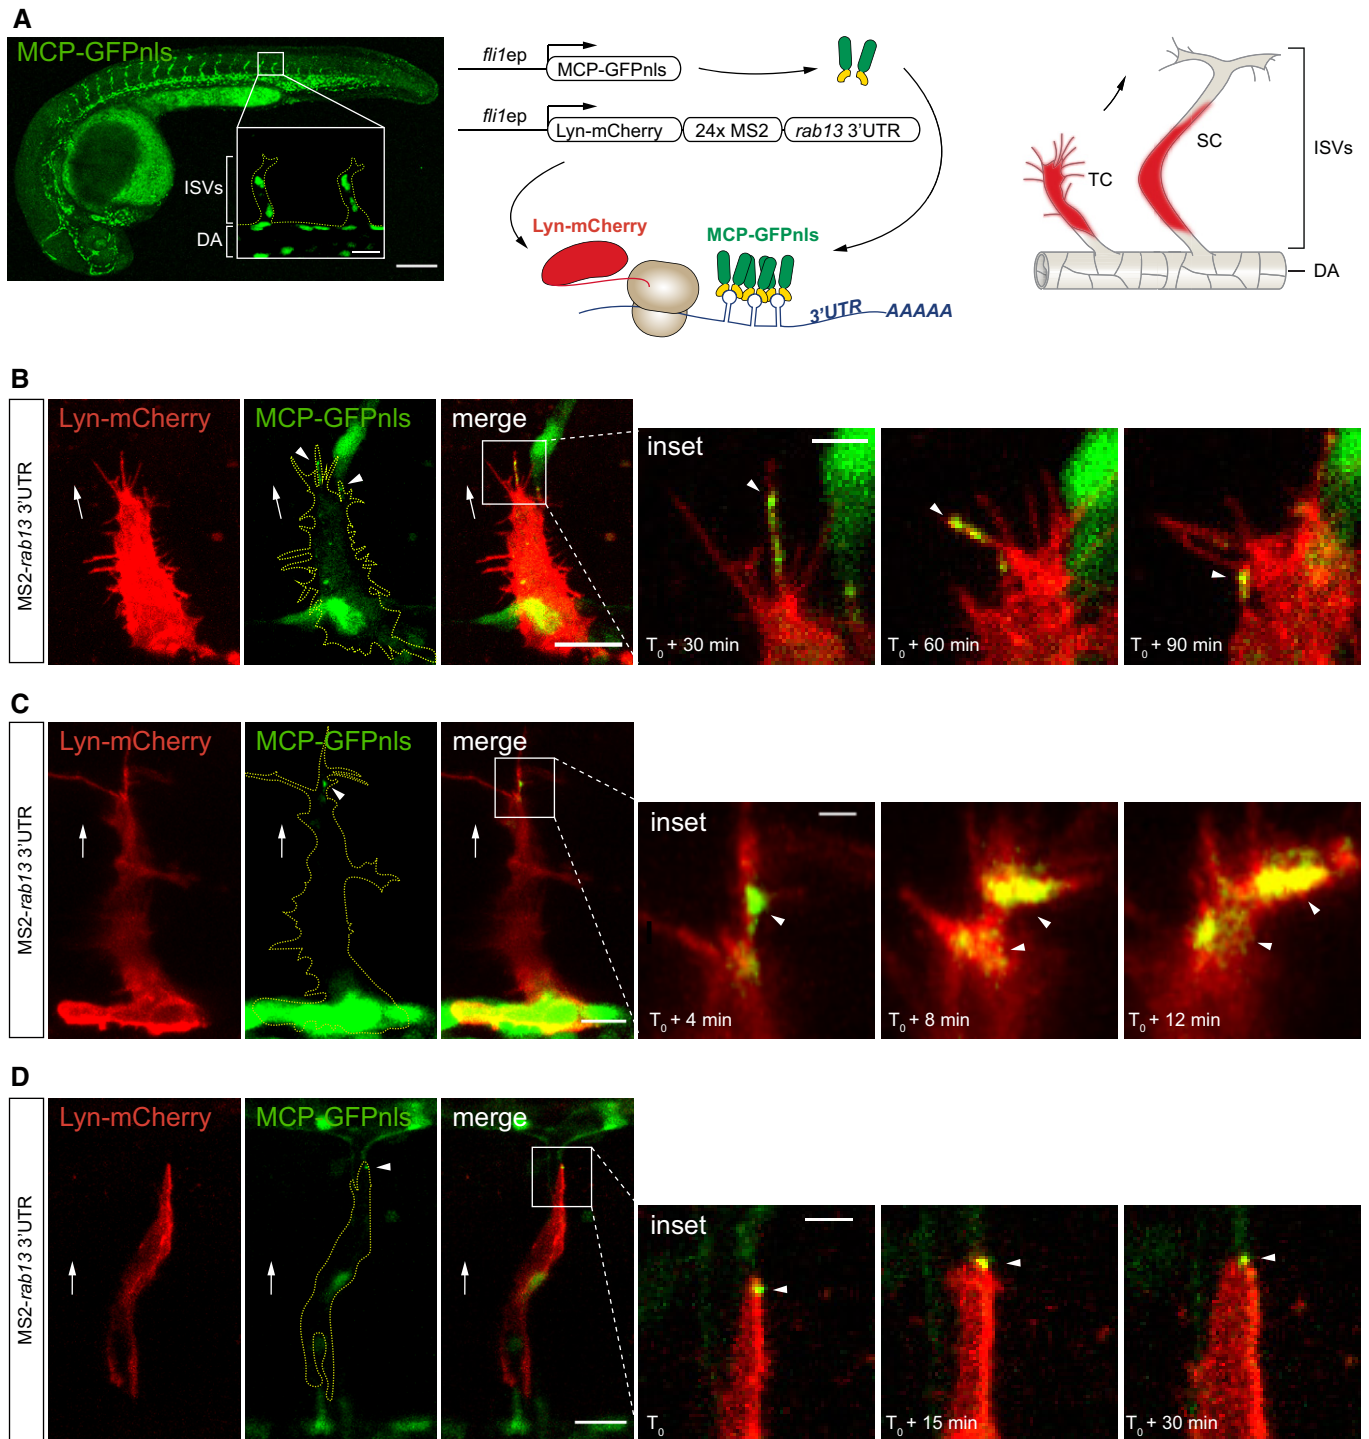 A
MCP-GFPnls
ISVs
DA
fli1ep
MCP-GFPnls
fli1ep
Lyn-mCherry
24x MS2
rab13 3'UTR
Lyn-mCherry
MCP-GFPnls
3'UTR
AAAAA
TC
SC
ISVs
DA
B
MS2-rab13 3'UTR
Lyn-mCherry
MCP-GFPnls
merge
inset
T0 + 30 min
T0 + 60 min
T0 + 90 min
C
MS2-rab13 3'UTR
Lyn-mCherry
MCP-GFPnls
merge
inset
T0 + 4 min
T0 + 8 min
T0 + 12 min
D
MS2-rab13 3'UTR
Lyn-mCherry
MCP-GFPnls
merge
inset
T0
T0 + 15 min
T0 + 30 min